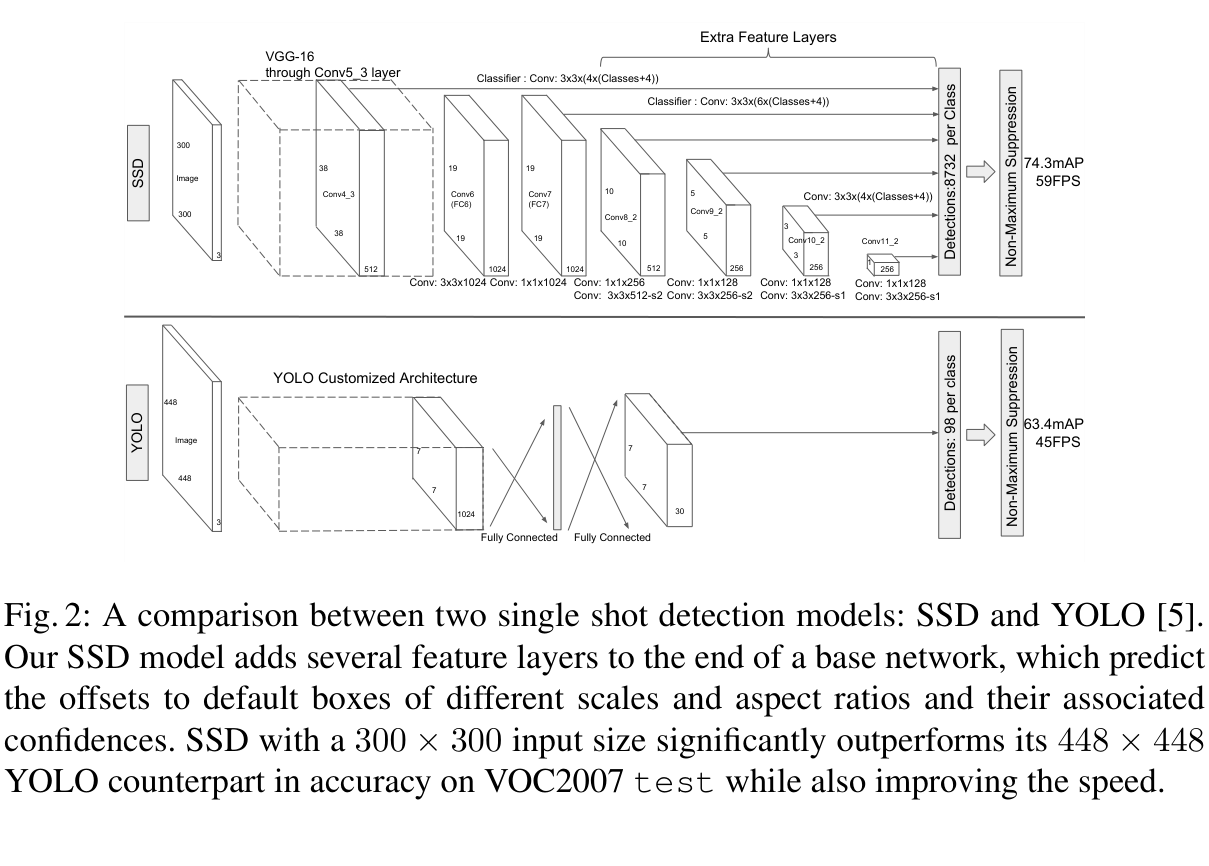 Extra Feature Layers
VGG-16
through Conv5_3 layer
Classifier : Conv: 3x3x(4x(Classes+4))
Classifier : Conv: 3x3x(6x(Classes+4))
Conv: 3x3x(4x(Classes+4))
SSD
300
Image
300
3
38
Conv4_3
38
512
19
Conv6
(FC6)
19
1024
19
Conv7
(FC7)
19
1024
10
Conv8_2
10
512
5
Conv9_2
5
256
3
Conv10_2
3
256
Conv11_2
1
256
Conv: 3x3x1024
Conv: 1x1x1024
Conv: 1x1x256
Conv: 3x3x512-s2
Conv: 1x1x128
Conv: 3x3x256-s2
Conv: 1x1x128
Conv: 3x3x256-s1
Conv: 1x1x128
Conv: 3x3x256-s1
Detections:8732 per Class
Non-Maximum Suppression
74.3mAP
59FPS
YOLO
448
Image
448
3
YOLO Customized Architecture
7
7
1024
Fully Connected
Fully Connected
7
7
30
Detections: 98 per class
Non-Maximum Suppression
63.4mAP
45FPS
Fig. 2: A comparison between two single shot detection models: SSD and YOLO [5].
Our SSD model adds several feature layers to the end of a base network, which predict
the offsets to default boxes of different scales and aspect ratios and their associated
confidences. SSD with a 300 × 300 input size significantly outperforms its 448 × 448
YOLO counterpart in accuracy on VOC2007 test while also improving the speed.